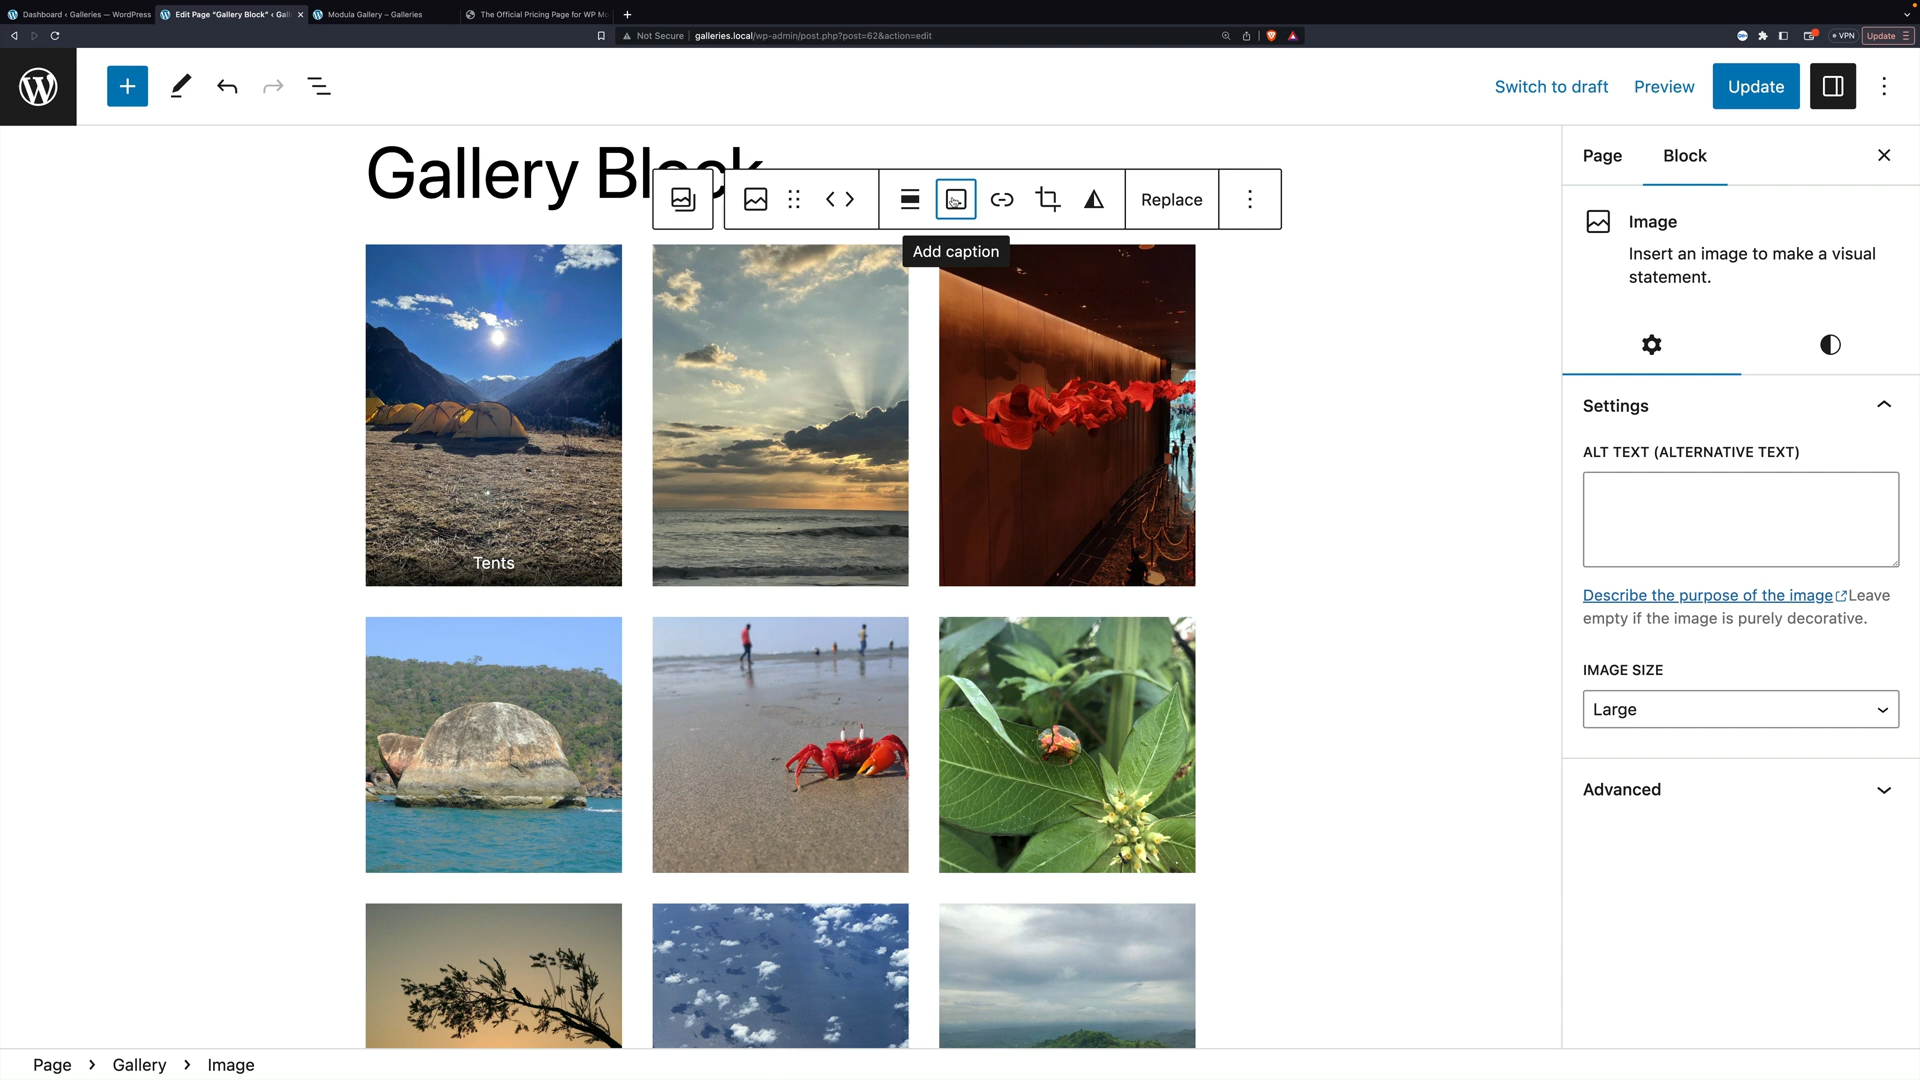 Dashboard ‹ Galleries — WordPress
Edit Page “Gallery Block” ‹ Gall
Modula Gallery – Galleries
The Official Pricing Page for WP Mo
Not Secure
galleries.local/wp-admin/post.php?post=62&action=edit
VPN
Update
Switch to draft
Preview
Update
Gallery Block
Replace
Add caption
Tents
Page
Block
Image
Insert an image to make a visual
statement.
Settings
ALT TEXT (ALTERNATIVE TEXT)
Describe the purpose of the image Leave
empty if the image is purely decorative.
IMAGE SIZE
Large
Advanced
Page
Gallery
Image